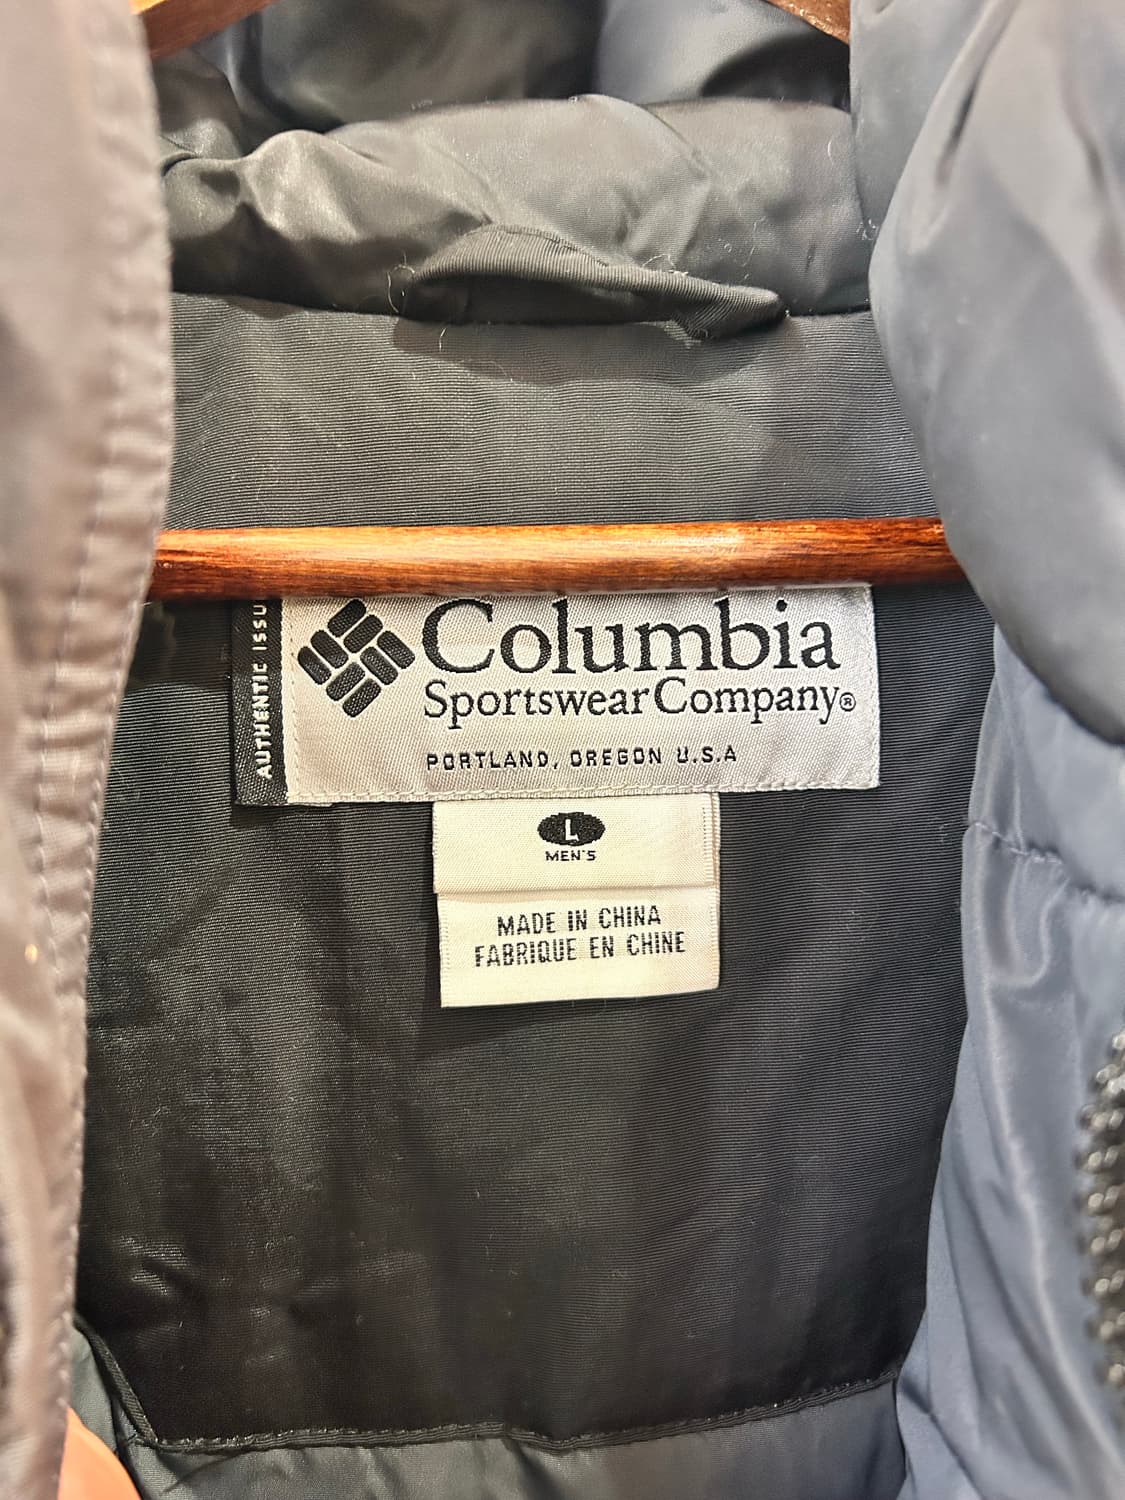 AUTHENTIC ISSU
Columbia
Sportswear Company®
PORTLAND, OREGON U.S.A
L
MEN'S
MADE IN CHINA
FABRIQUE EN CHINE